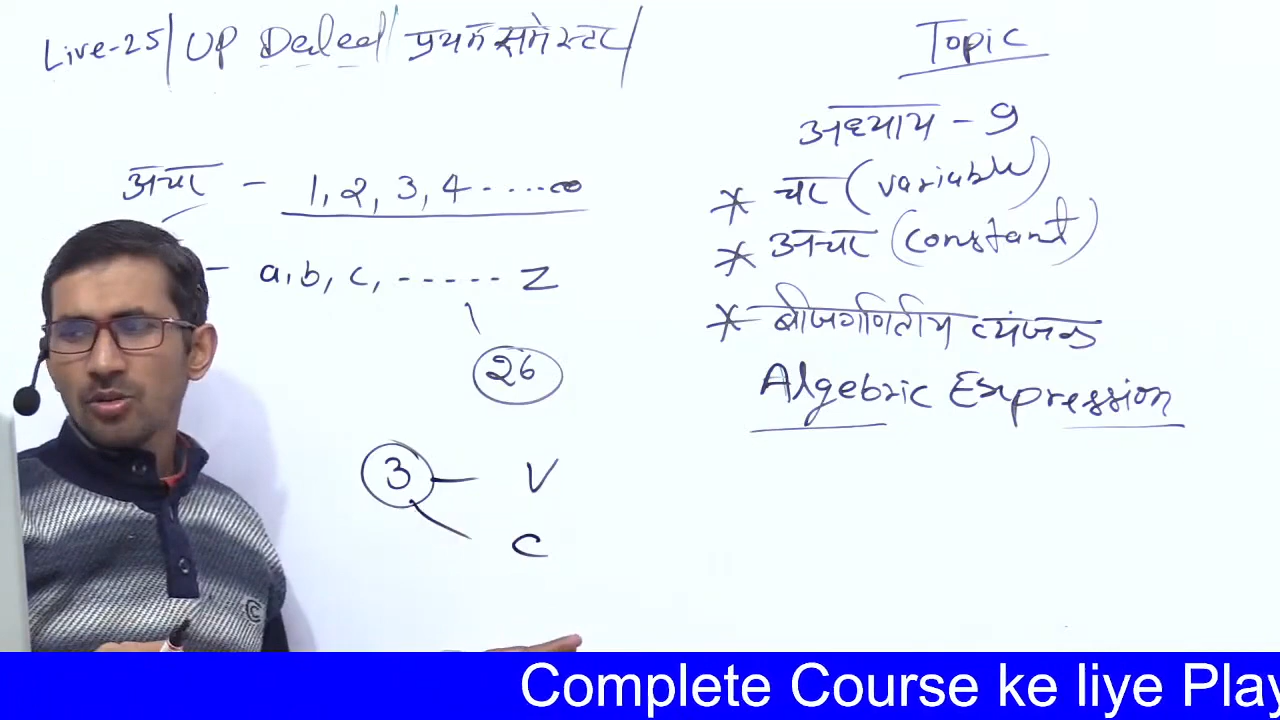 Live-25/ UP Deled/ प्रथम समेस्टर/
Topic
अध्याय - 9
* चर (variable)
* अचर (constant)
* बीजगणितीय व्यंजक
Algebric Expression
अचर - 1, 2, 3, 4 ......∞
- a, b, c, ------ z
26
3 - V
C
Complete Course ke liye Play